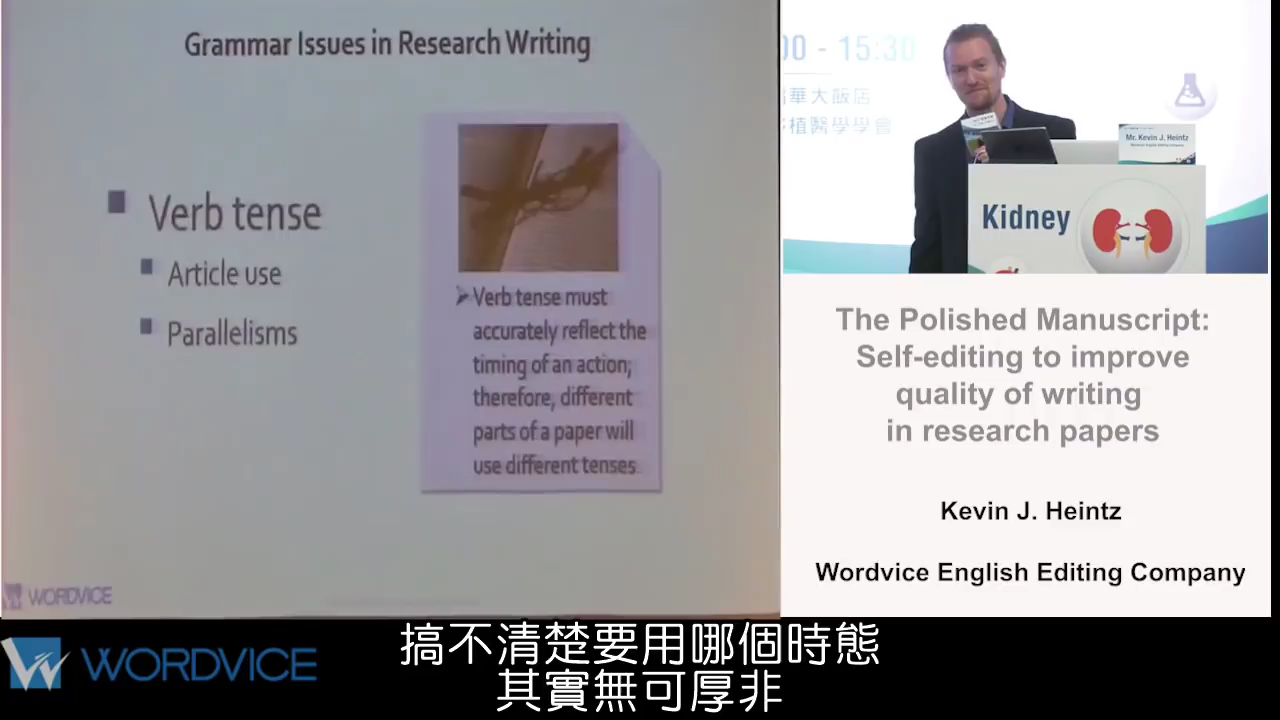 Grammar Issues in Research Writing
Verb tense
Article use
Parallelisms
Verb tense must
accurately reflect the
timing of an action;
therefore, different
parts of a paper will
use different tenses
WORDVICE
00 - 15:30
華大飯店
植醫學學會
Mr. Kevin J. Heintz
Wordvice English Editing Company
Kidney
The Polished Manuscript:
Self-editing to improve
quality of writing
in research papers
Kevin J. Heintz
Wordvice English Editing Company
WORDVICE
搞不清楚要用哪個時態
其實無可厚非